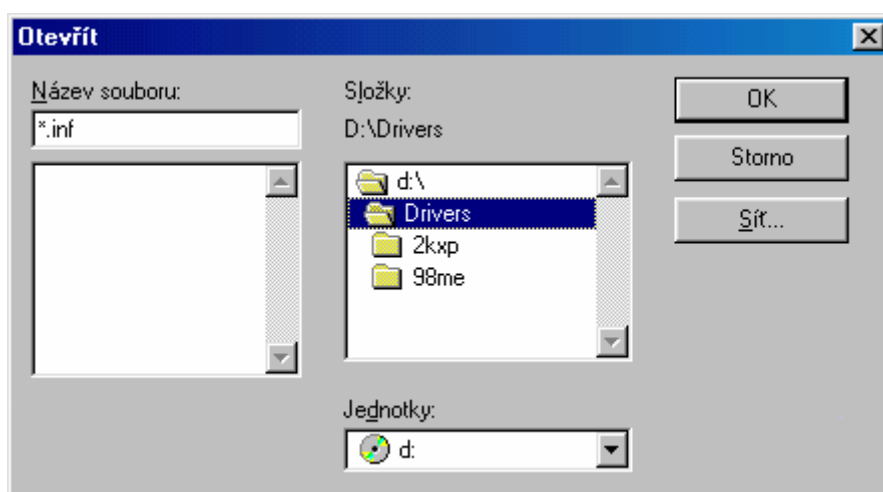 Otevřít
Název souboru:
*.inf
Složky:
D:\Drivers
d:\
Drivers
2kxp
98me
Jednotky:
d:
OK
Storno
Síť...